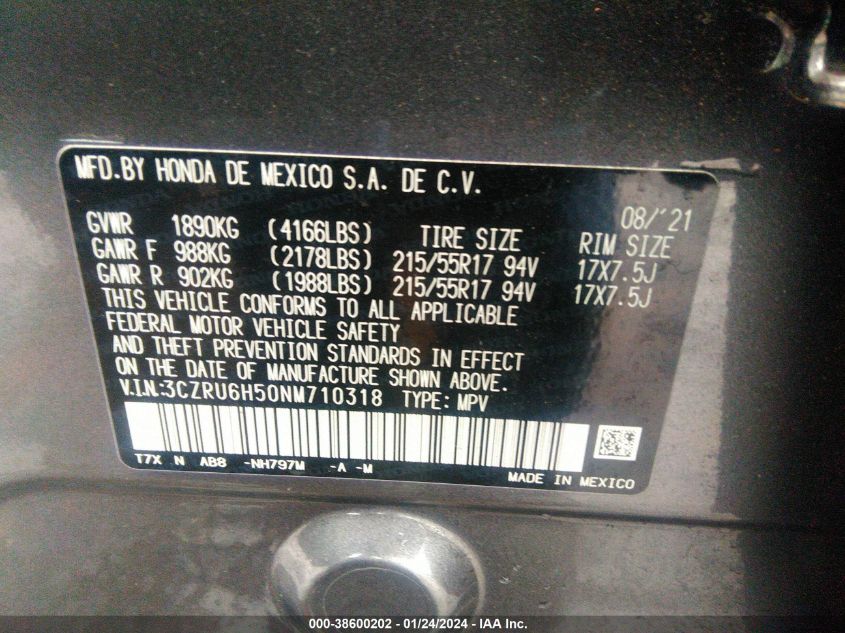 MFD.BY HONDA DE MEXICO S.A. DE C.V.
08/'21
GVWR 1890KG (4166LBS) TIRE SIZE RIM SIZE
GAWR F 988KG (2178LBS) 215/55R17 94V 17X7.5J
GAWR R 902KG (1988LBS) 215/55R17 94V 17X7.5J
THIS VEHICLE CONFORMS TO ALL APPLICABLE
FEDERAL MOTOR VEHICLE SAFETY
AND THEFT PREVENTION STANDARDS IN EFFECT
ON THE DATE OF MANUFACTURE SHOWN ABOVE.
V.I.N:3CZRU6H50NM710318 TYPE: MPV
T7X N AB8 -NH797M -A -M
MADE IN MEXICO
000-38600202 - 01/24/2024 - IAA Inc.